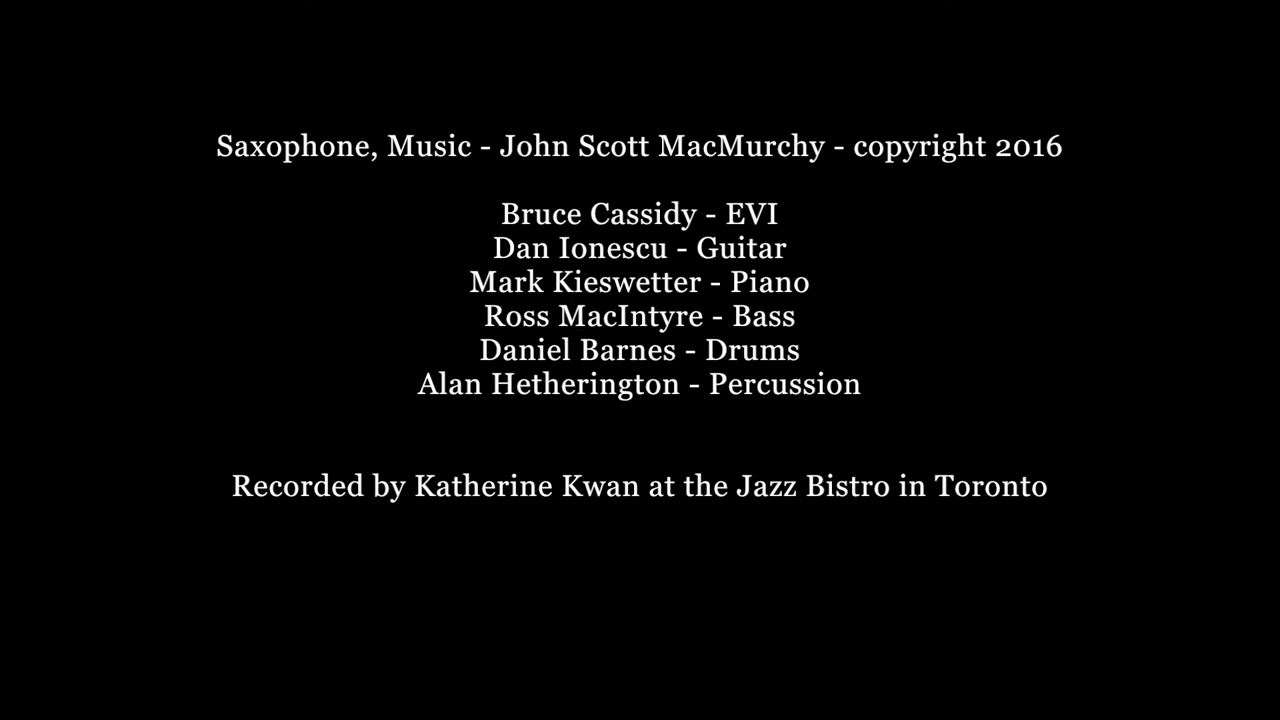 Saxophone, Music - John Scott MacMurchy - copyright 2016
Bruce Cassidy - EVI
Dan Ionescu - Guitar
Mark Kieswetter - Piano
Ross MacIntyre - Bass
Daniel Barnes - Drums
Alan Hetherington - Percussion
Recorded by Katherine Kwan at the Jazz Bistro in Toronto